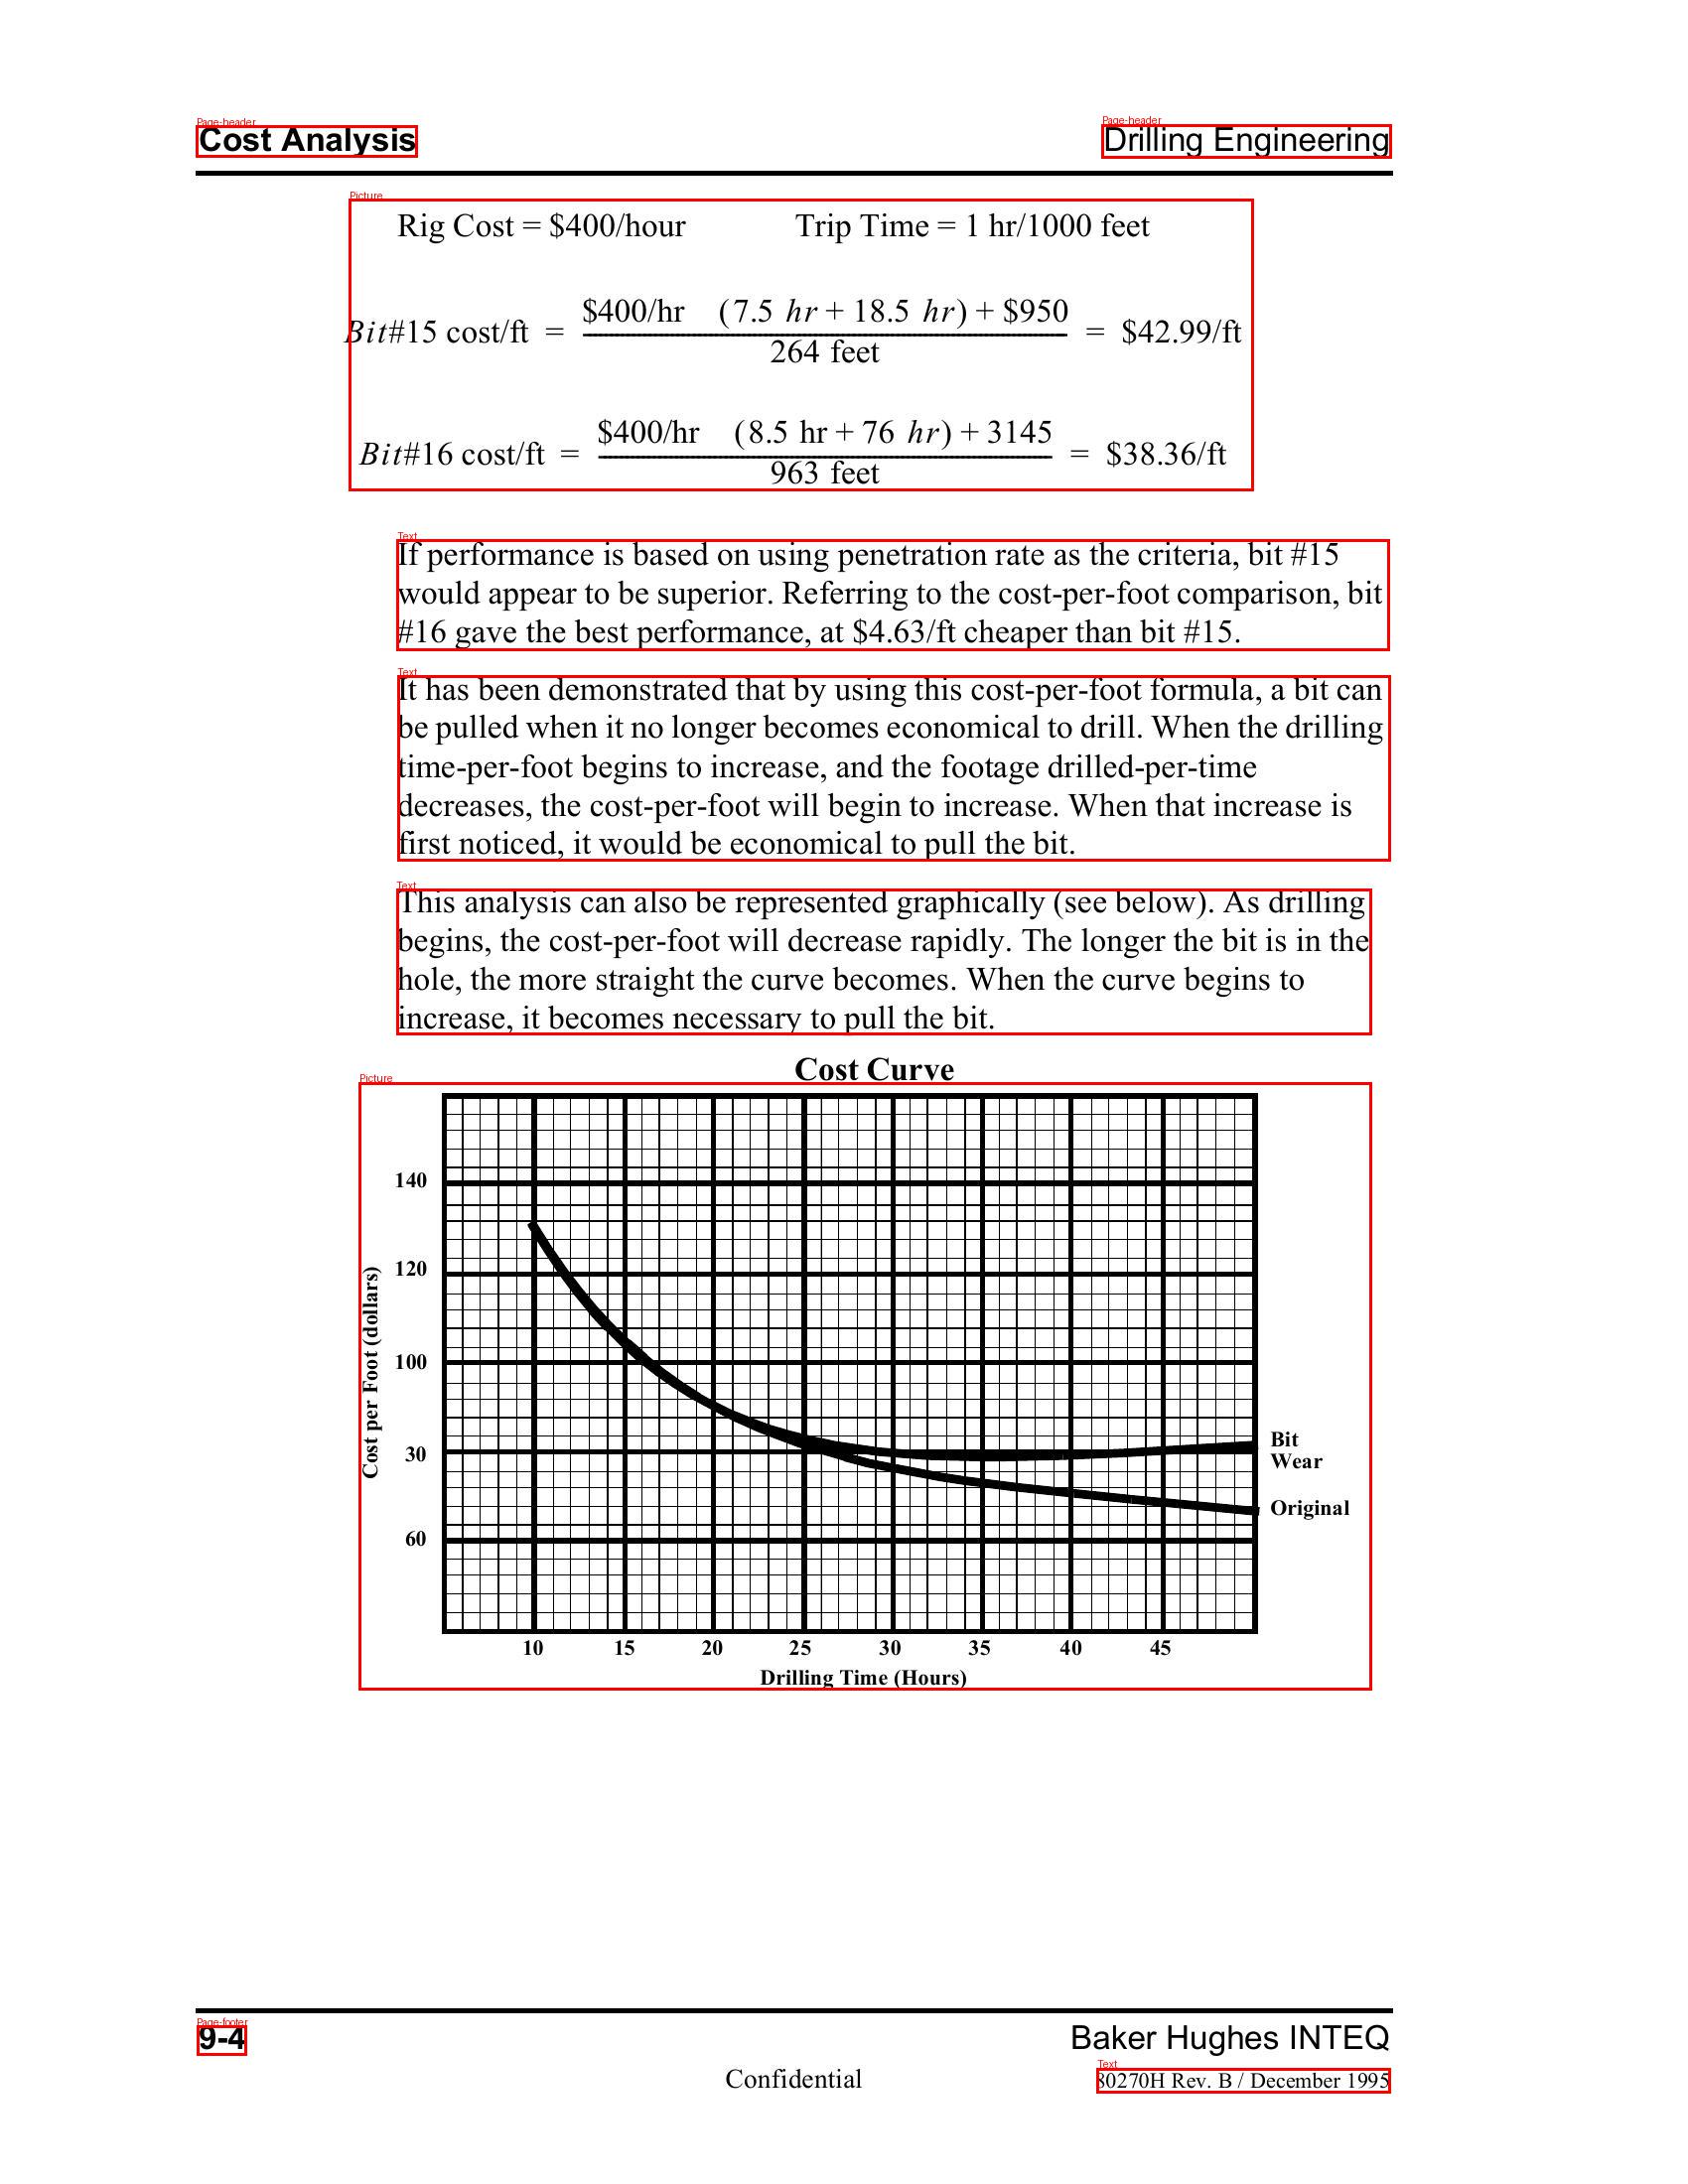 Page-header
Cost Analysis
Page-header
Drilling Engineering
Picture
Rig Cost = $400/hour Trip Time = 1 hr/1000 feet
Bit#15 cost/ft = $400/hr (7.5 hr + 18.5 hr) + $950 / 264 feet = $42.99/ft
Bit#16 cost/ft = $400/hr (8.5 hr + 76 hr) + 3145 / 963 feet = $38.36/ft
Text
If performance is based on using penetration rate as the criteria, bit #15
would appear to be superior. Referring to the cost-per-foot comparison, bit
#16 gave the best performance, at $4.63/ft cheaper than bit #15.
Text
It has been demonstrated that by using this cost-per-foot formula, a bit can
be pulled when it no longer becomes economical to drill. When the drilling
time-per-foot begins to increase, and the footage drilled-per-time
decreases, the cost-per-foot will begin to increase. When that increase is
first noticed, it would be economical to pull the bit.
Text
This analysis can also be represented graphically (see below). As drilling
begins, the cost-per-foot will decrease rapidly. The longer the bit is in the
hole, the more straight the curve becomes. When the curve begins to
increase, it becomes necessary to pull the bit.
Cost Curve
Picture
Cost per Foot (dollars)
140
120
100
30
60
Bit
Wear
Original
10 15 20 25 30 35 40 45
Drilling Time (Hours)
Page-footer
9-4
Baker Hughes INTEQ
Confidential
Text
80270H Rev. B / December 1995